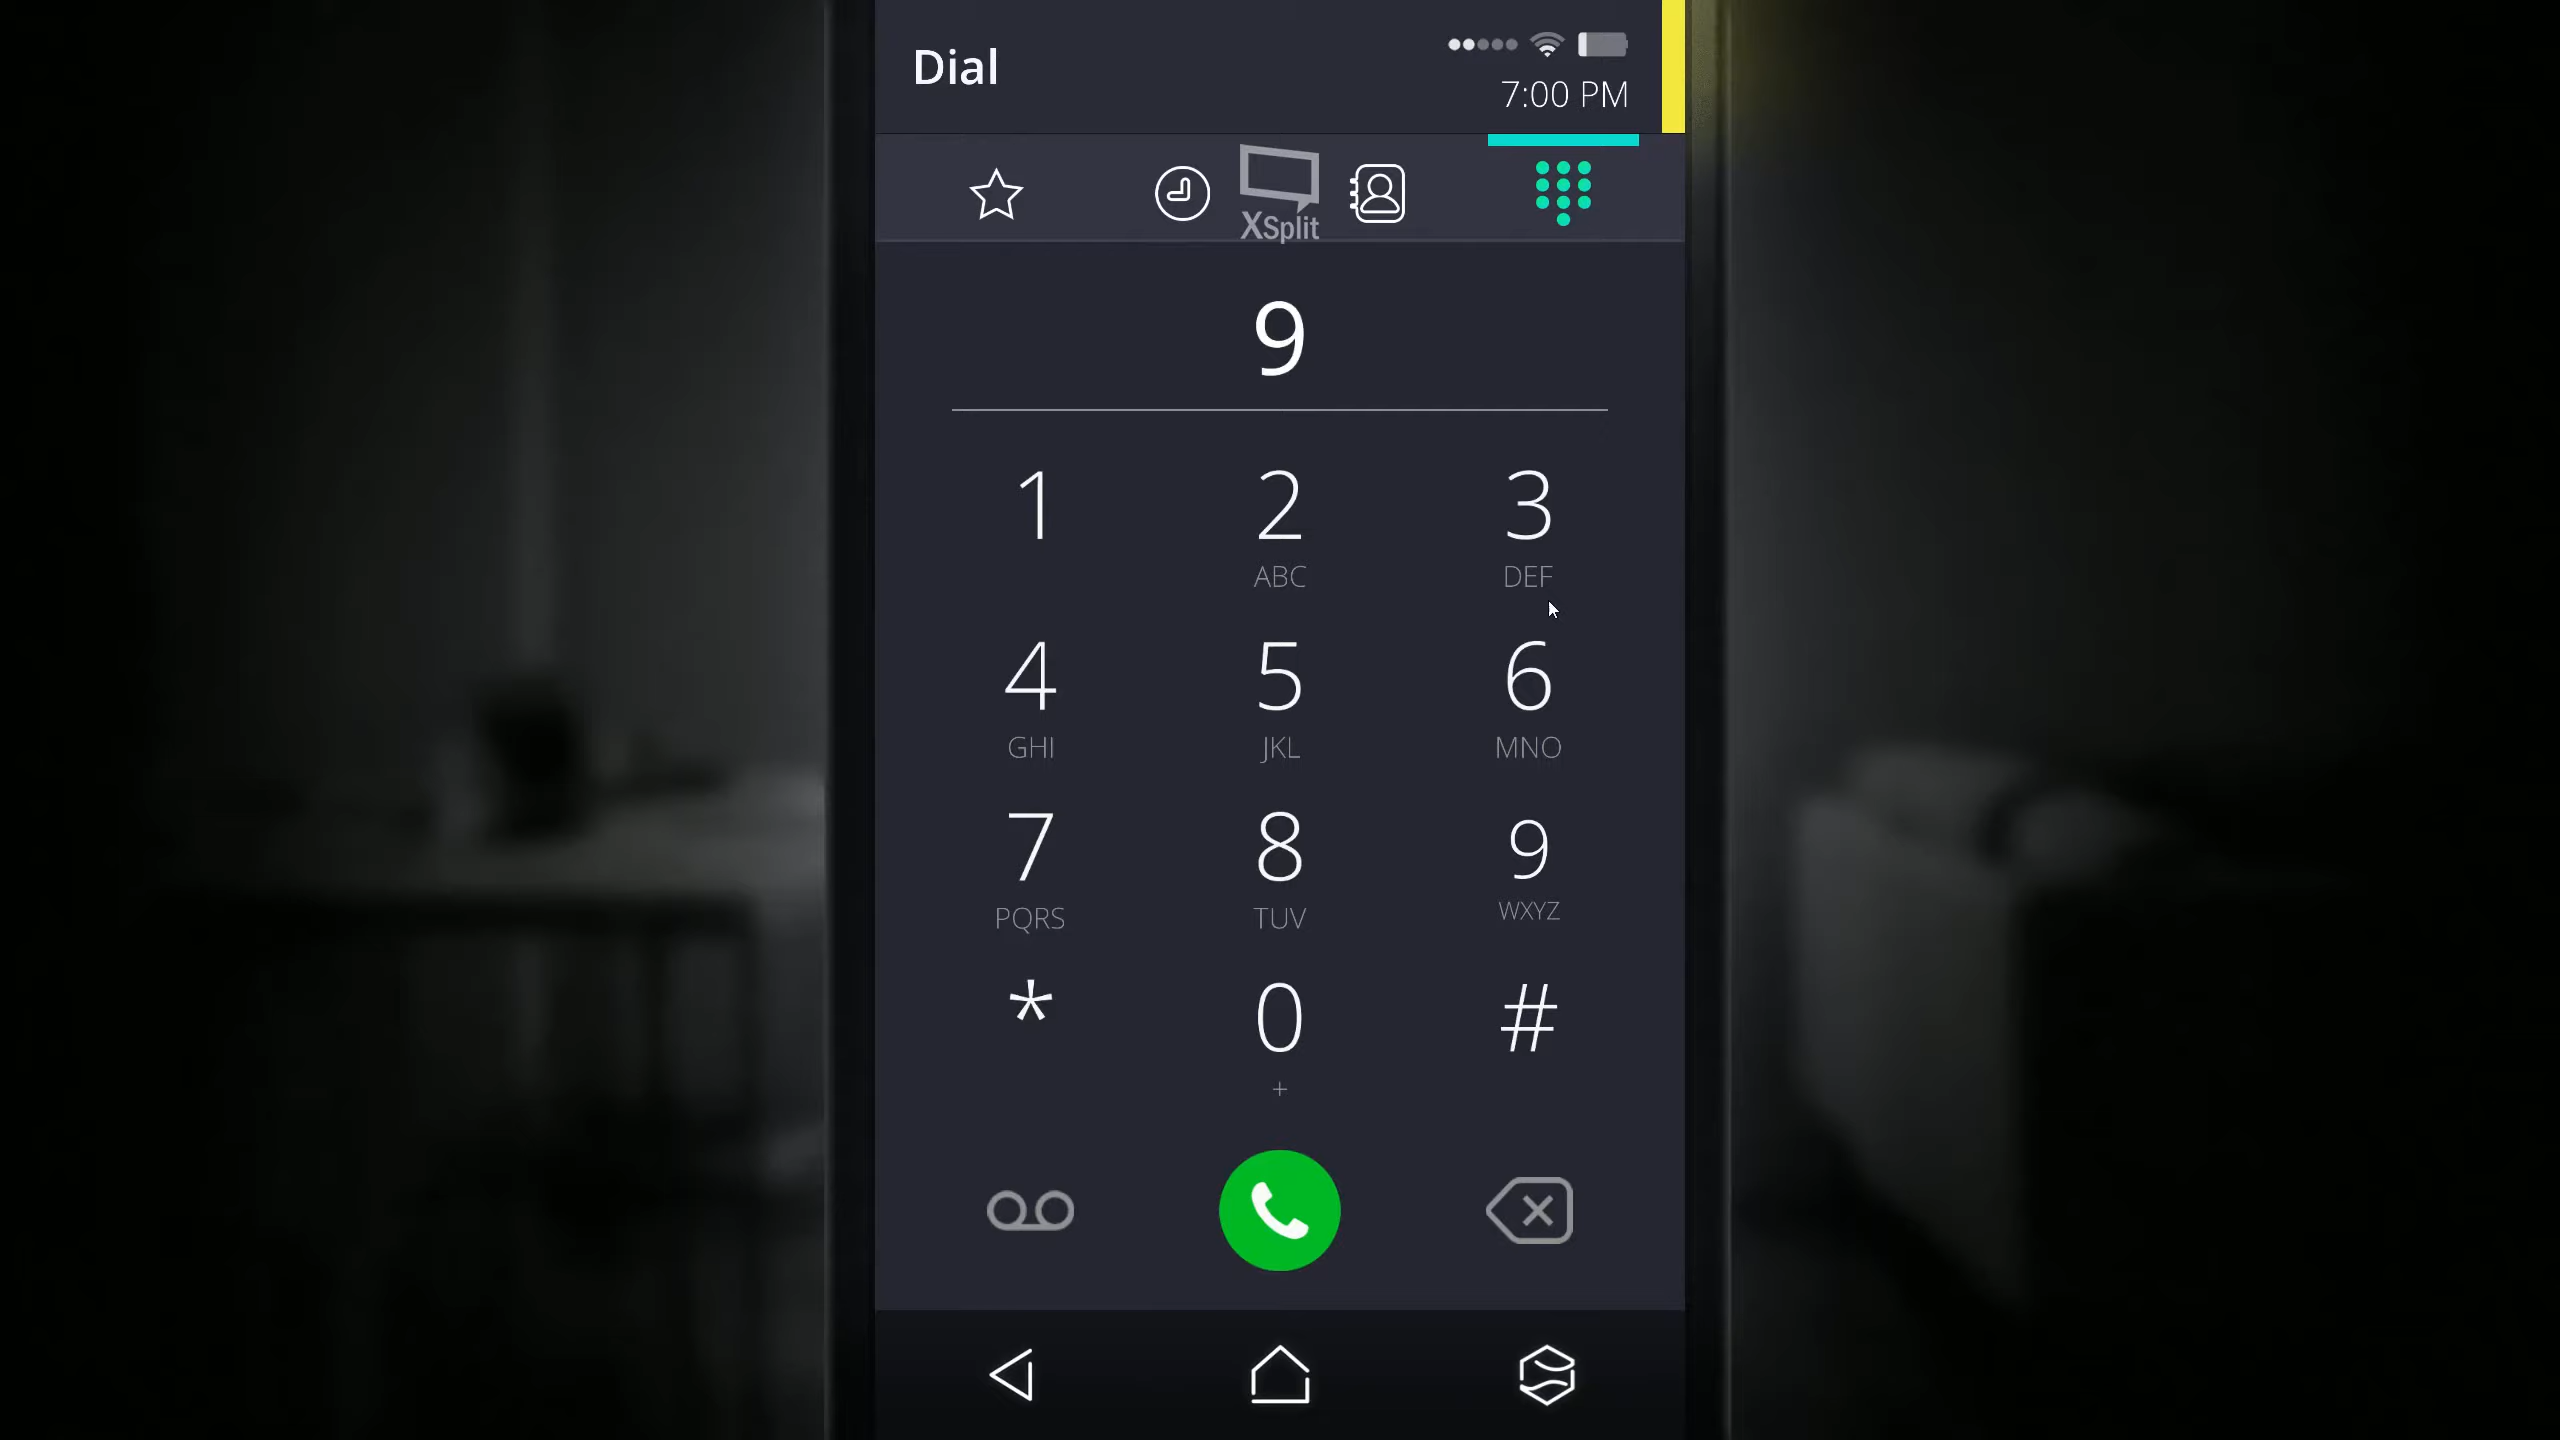 Dial
7:00 PM
XSplit
9
1 2 3
ABC DEF
4 5 6
GHI JKL MNO
7 8 9
PQRS TUV WXYZ
* 0 #
+